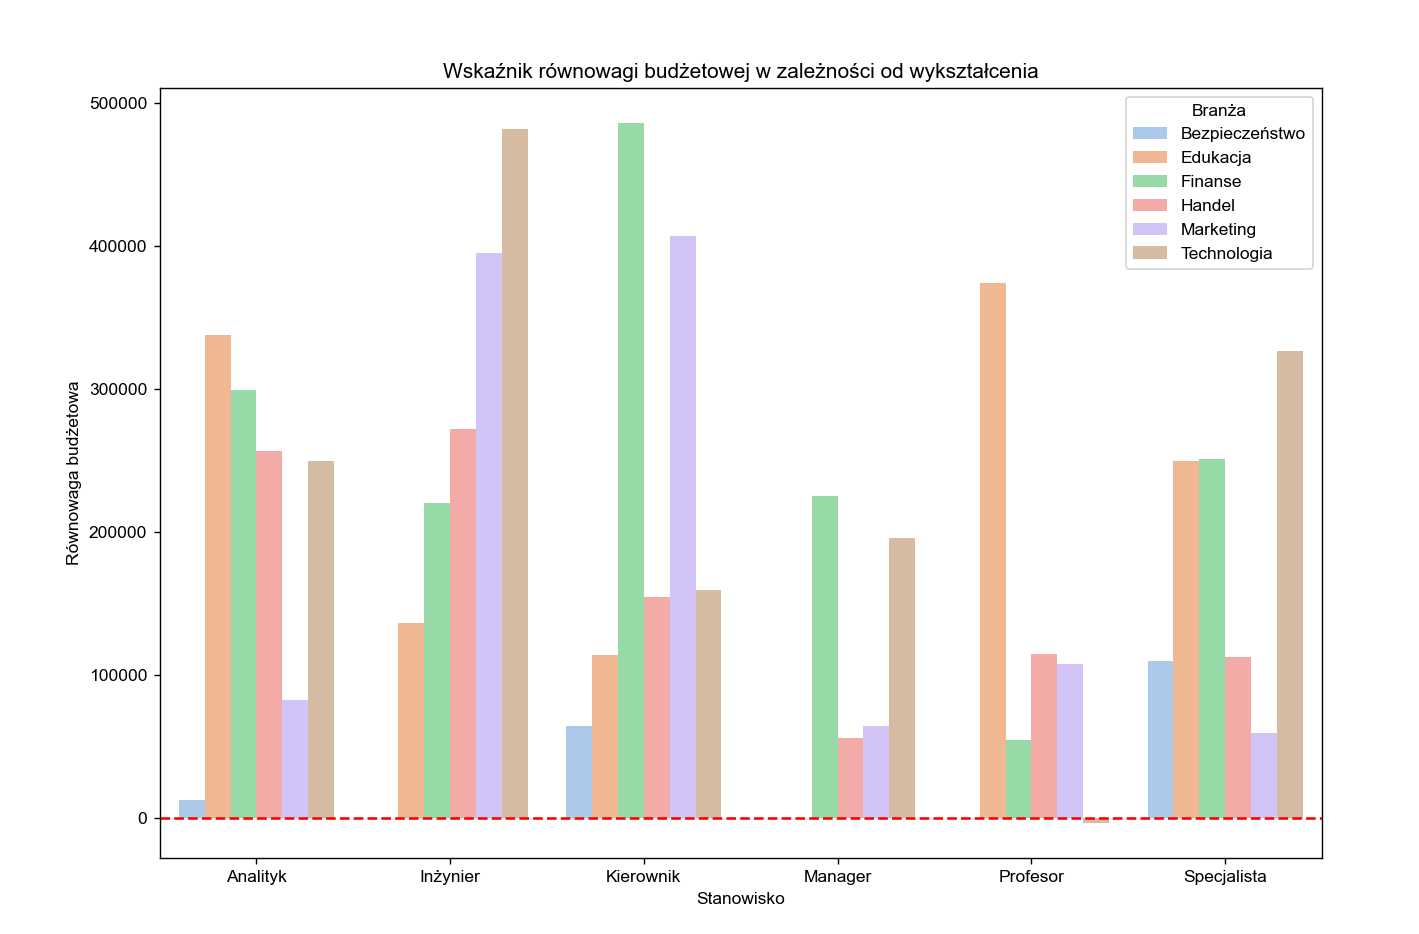 Wskaźnik równowagi budżetowej w zależności od wykształcenia
Branża
Bezpieczeństwo
Edukacja
Finanse
Handel
Marketing
Technologia
Równowaga budżetowa
500000
400000
300000
200000
100000
0
Analityk
Inżynier
Kierownik
Manager
Profesor
Specjalista
Stanowisko